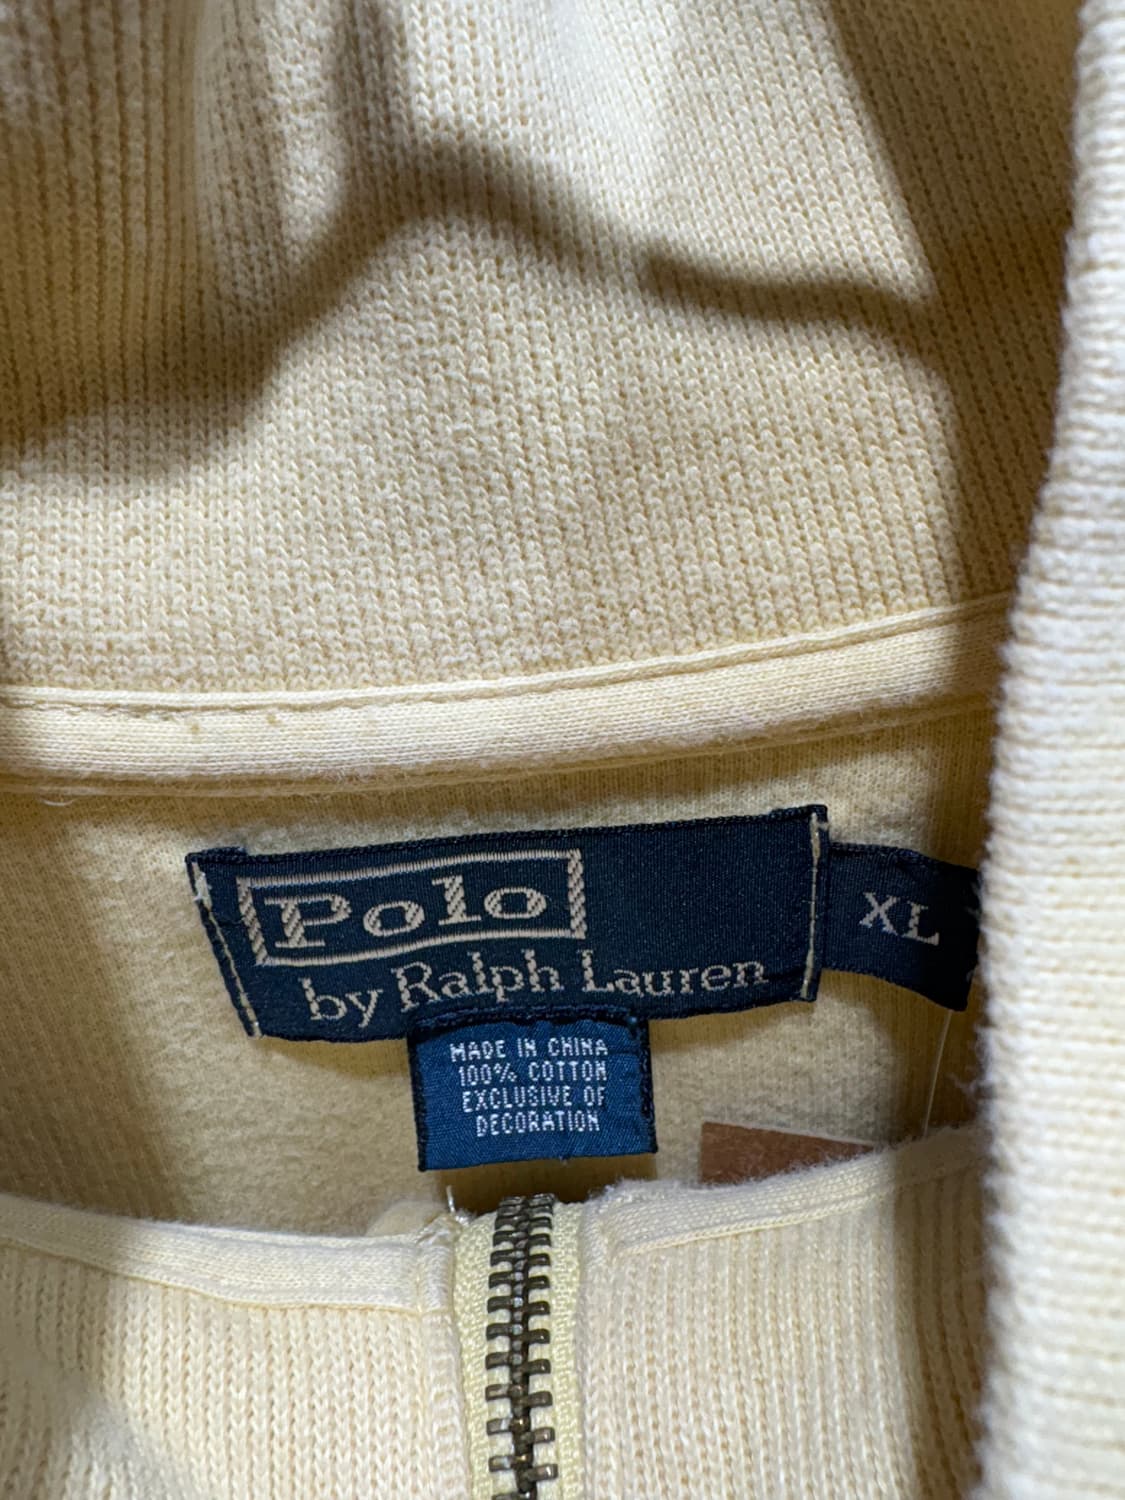 Polo
by Ralph Lauren
XL
MADE IN CHINA
100% COTTON
EXCLUSIVE OF
DECORATION